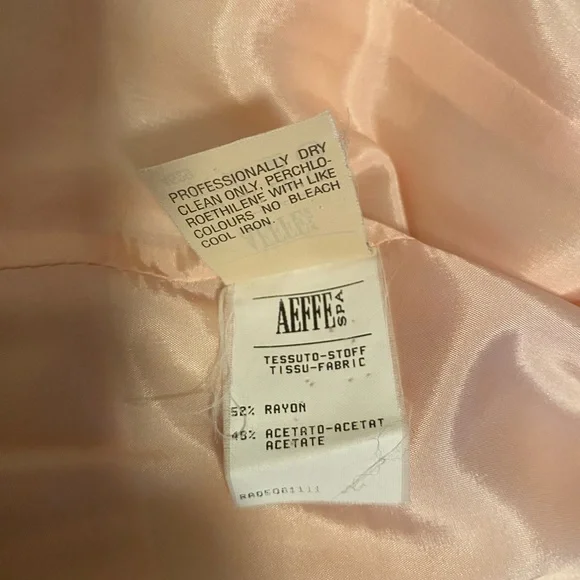 PROFESSIONALLY DRY
CLEAN ONLY, PERCHLO-
ROETHILENE WITH LIKE
COLOURS NO BLEACH
COOL IRON.
AEFFE SPA
TESSUTO-STOFF
TISSU-FABRIC
52% RAYON
48% ACETATO-ACETAT
ACETATE